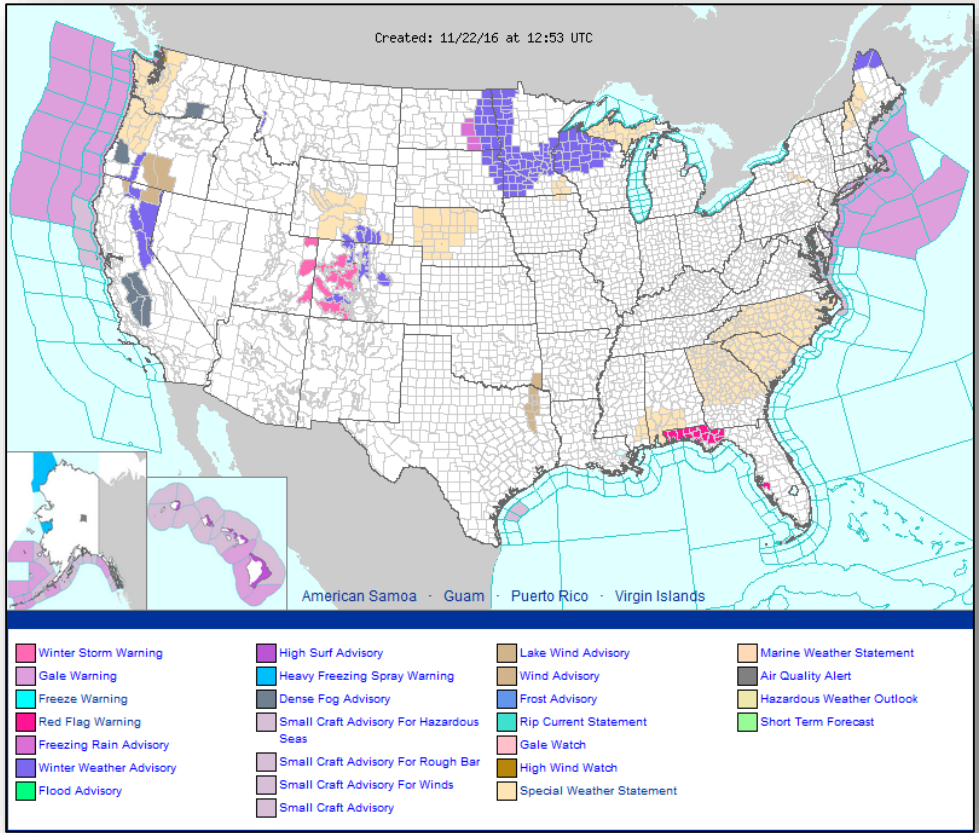 Created: 11/22/16 at 12:53 UTC
American Samoa · Guam · Puerto Rico · Virgin Islands
Winter Storm Warning
Gale Warning
Freeze Warning
Red Flag Warning
Freezing Rain Advisory
Winter Weather Advisory
Flood Advisory
High Surf Advisory
Heavy Freezing Spray Warning
Dense Fog Advisory
Small Craft Advisory For Hazardous
Seas
Small Craft Advisory For Rough Bar
Small Craft Advisory For Winds
Small Craft Advisory
Lake Wind Advisory
Wind Advisory
Frost Advisory
Rip Current Statement
Gale Watch
High Wind Watch
Special Weather Statement
Marine Weather Statement
Air Quality Alert
Hazardous Weather Outlook
Short Term Forecast